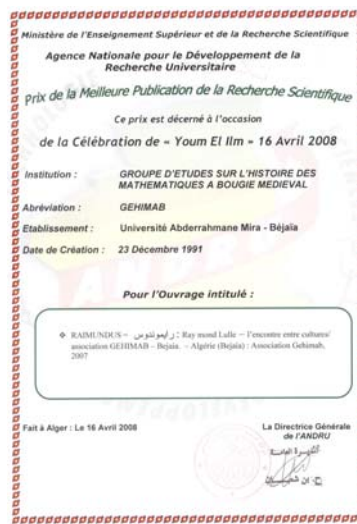 Ministère de l'Enseignement Supérieur et de la Recherche Scientifique
Agence Nationale pour le Développement de la
Recherche Universitaire
Prix de la Meilleure Publication de la Recherche Scientifique
Ce prix est décerné à l'occasion
de la Célébration de « Youm El Ilm » 16 Avril 2008
Institution : GROUPE D'ETUDES SUR L'HISTOIRE DES
MATHEMATIQUES A BOUGIE MEDIEVAL
Abréviation : GEHIMAB
Etablissement : Université Abderrahmane Mira - Béjaïa
Date de Création : 23 Décembre 1991
Pour l'Ouvrage intitulé :
❖ RAIMUNDUS – رايموندوس : Ray mond Lulle – l'encontre entre cultures/
association GEHIMAB – Bejaia. – Algérie (Bejaia) : Association Gehimab,
2007
Fait à Alger : Le 16 Avril 2008
La Directrice Générale
de l'ANDRU
ANDRU